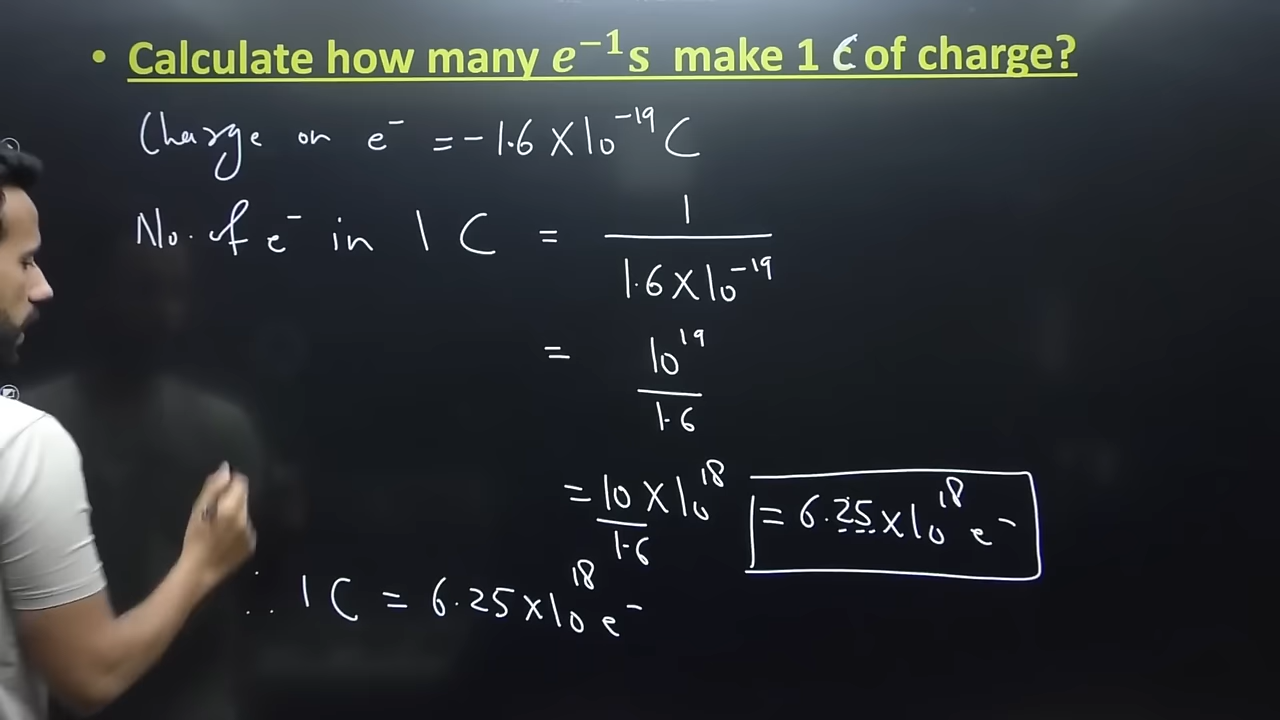 • Calculate how many e⁻¹s make 1 C of charge?
Charge on e⁻ = -1.6 X 10⁻¹⁹ C
No. of e⁻ in 1 C = 1 / 1.6 X 10⁻¹⁹
= 10¹⁹ / 1.6
= 10 / 1.6 X 10¹⁸ = 6.25 x 10¹⁸ e⁻
∴ 1 C = 6.25 x 10¹⁸ e⁻